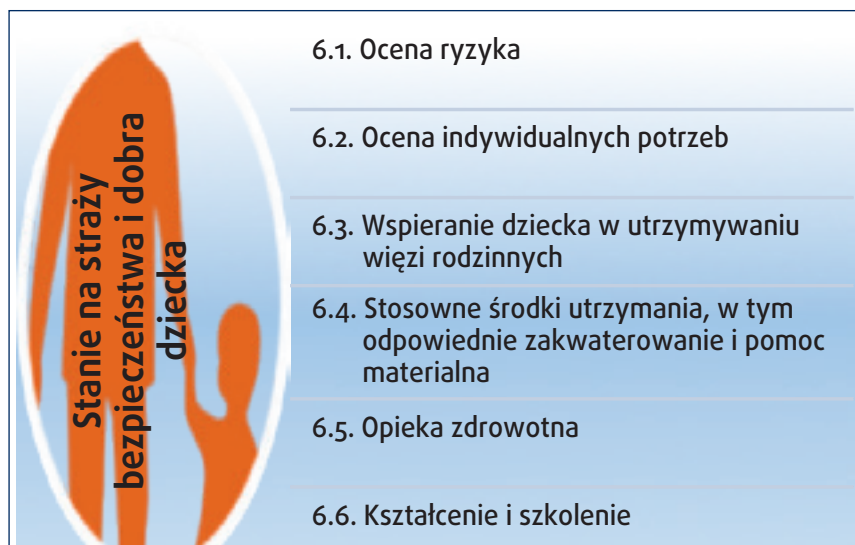 Stanie na straży
bezpieczeństwa i dobra
dziecka
6.1. Ocena ryzyka
6.2. Ocena indywidualnych potrzeb
6.3. Wspieranie dziecka w utrzymywaniu
więzi rodzinnych
6.4. Stosowne środki utrzymania, w tym
odpowiednie zakwaterowanie i pomoc
materialna
6.5. Opieka zdrowotna
6.6. Kształcenie i szkolenie